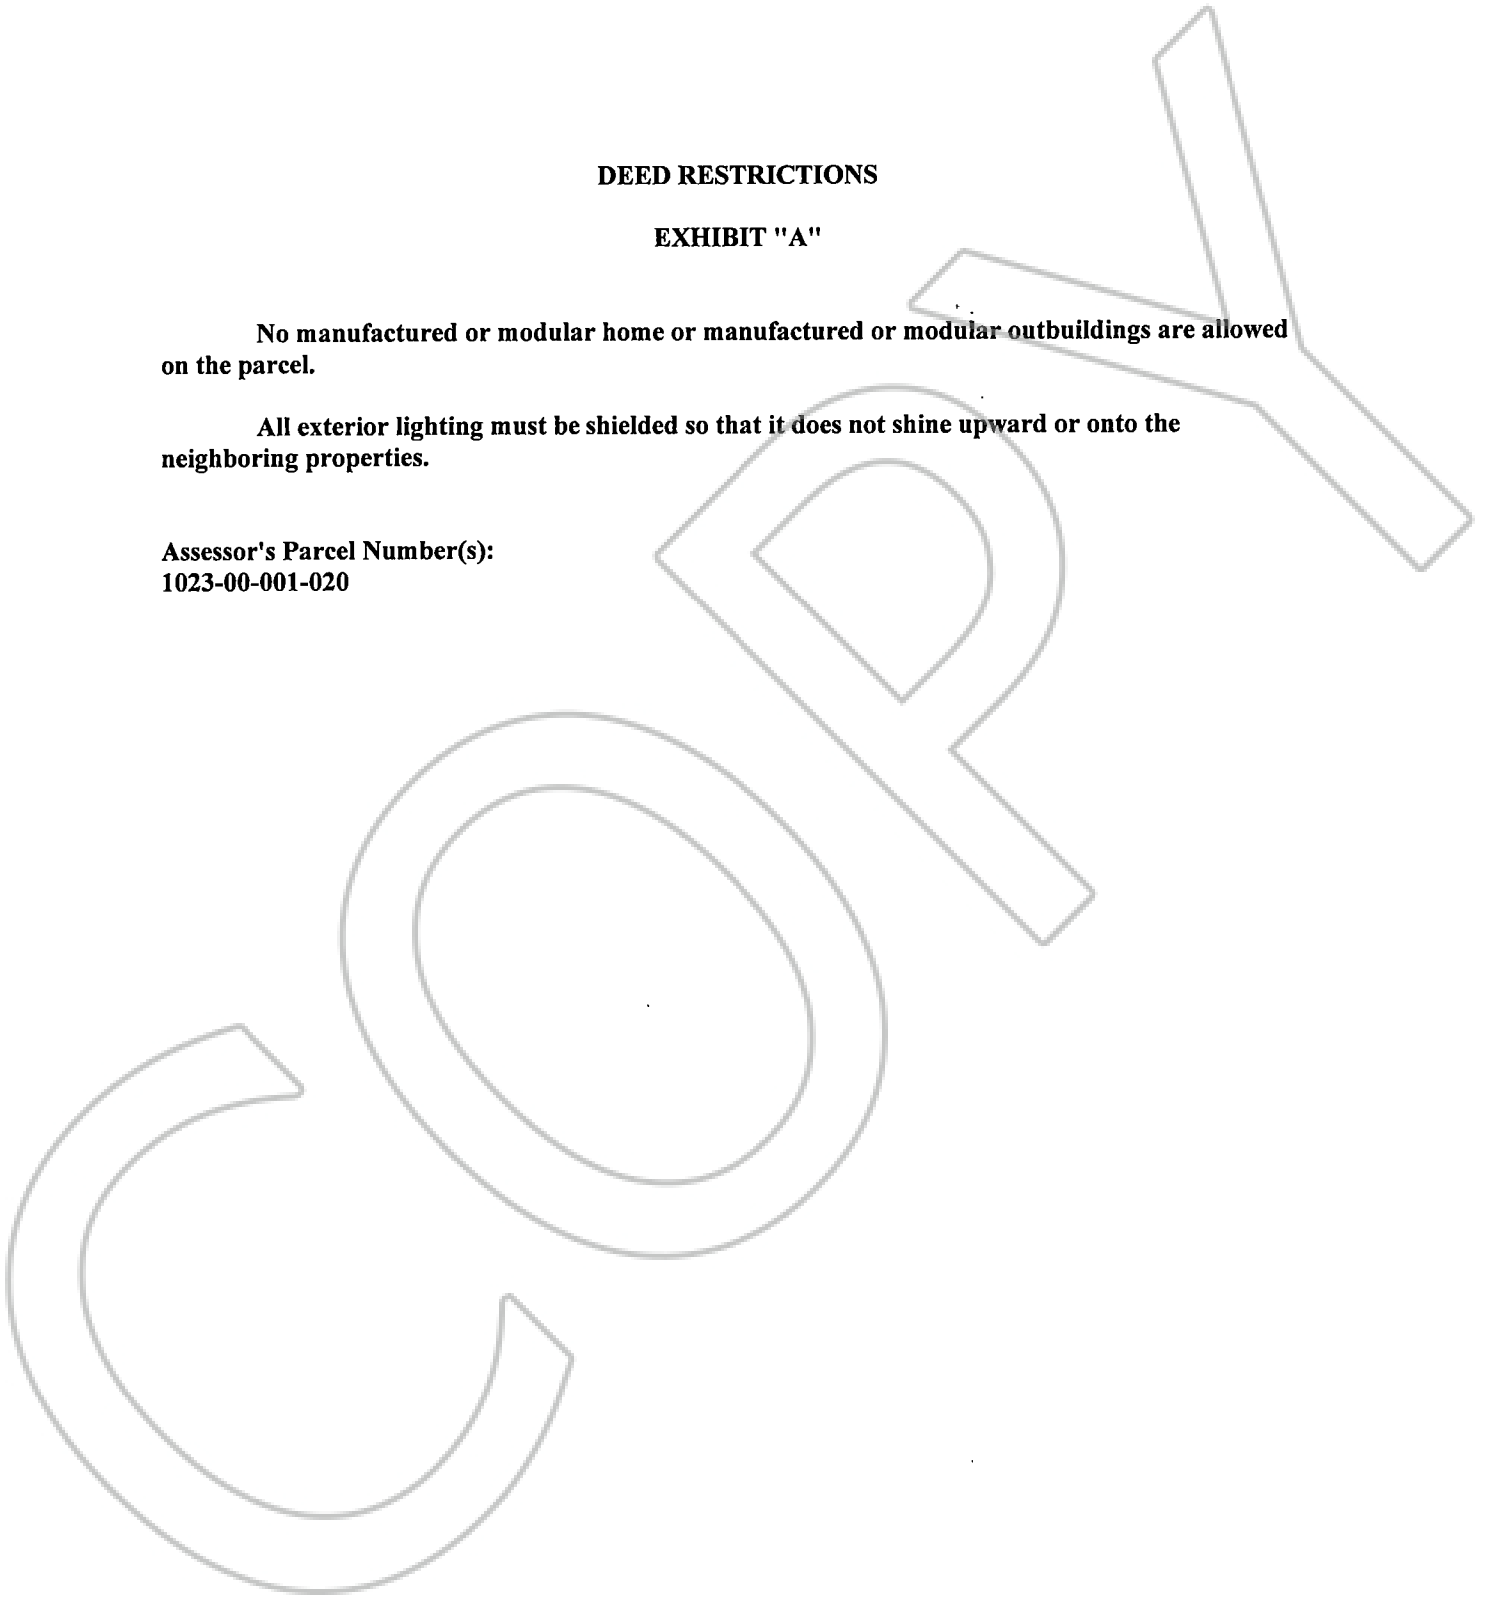 DEED RESTRICTIONS
EXHIBIT "A"
No manufactured or modular home or manufactured or modular outbuildings are allowed
on the parcel.
All exterior lighting must be shielded so that it does not shine upward or onto the
neighboring properties.
Assessor's Parcel Number(s):
1023-00-001-020
COPY